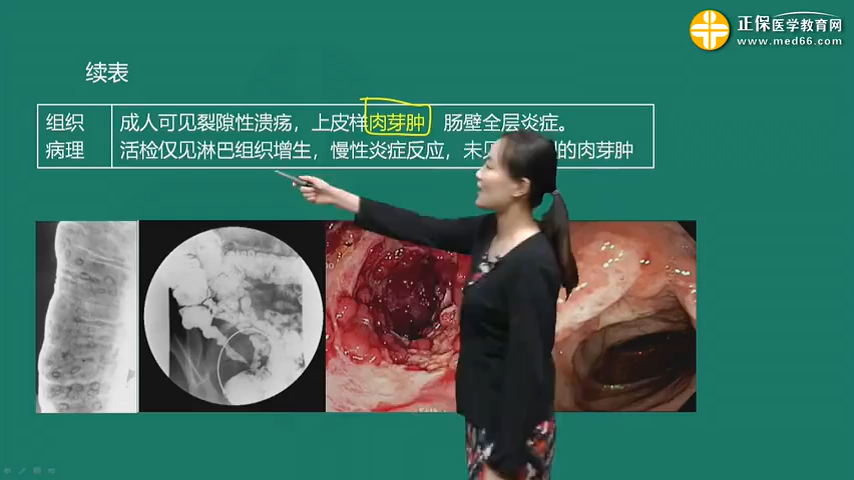 正保医学教育网
www.med66.com
续表
组织 成人可见裂隙性溃疡，上皮样肉芽肿 肠壁全层炎症。
病理 活检仅见淋巴组织增生，慢性炎症反应，未 的肉芽肿